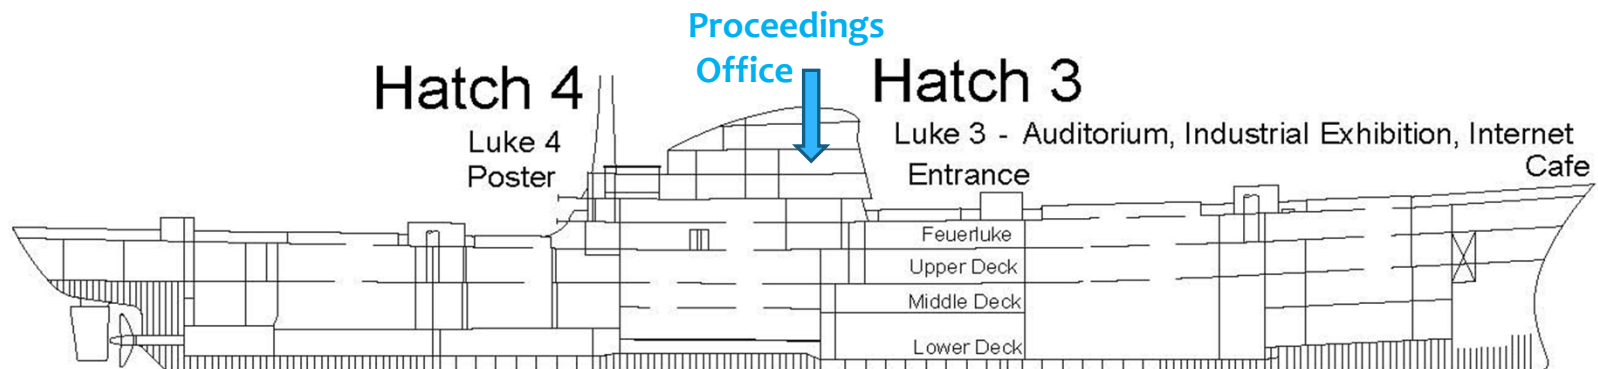 Proceedings
Office
Hatch 4
Hatch 3
Luke 4
Poster
Luke 3 - Auditorium, Industrial Exhibition, Internet
Cafe
Entrance
Feuerluke
Upper Deck
Middle Deck
Lower Deck